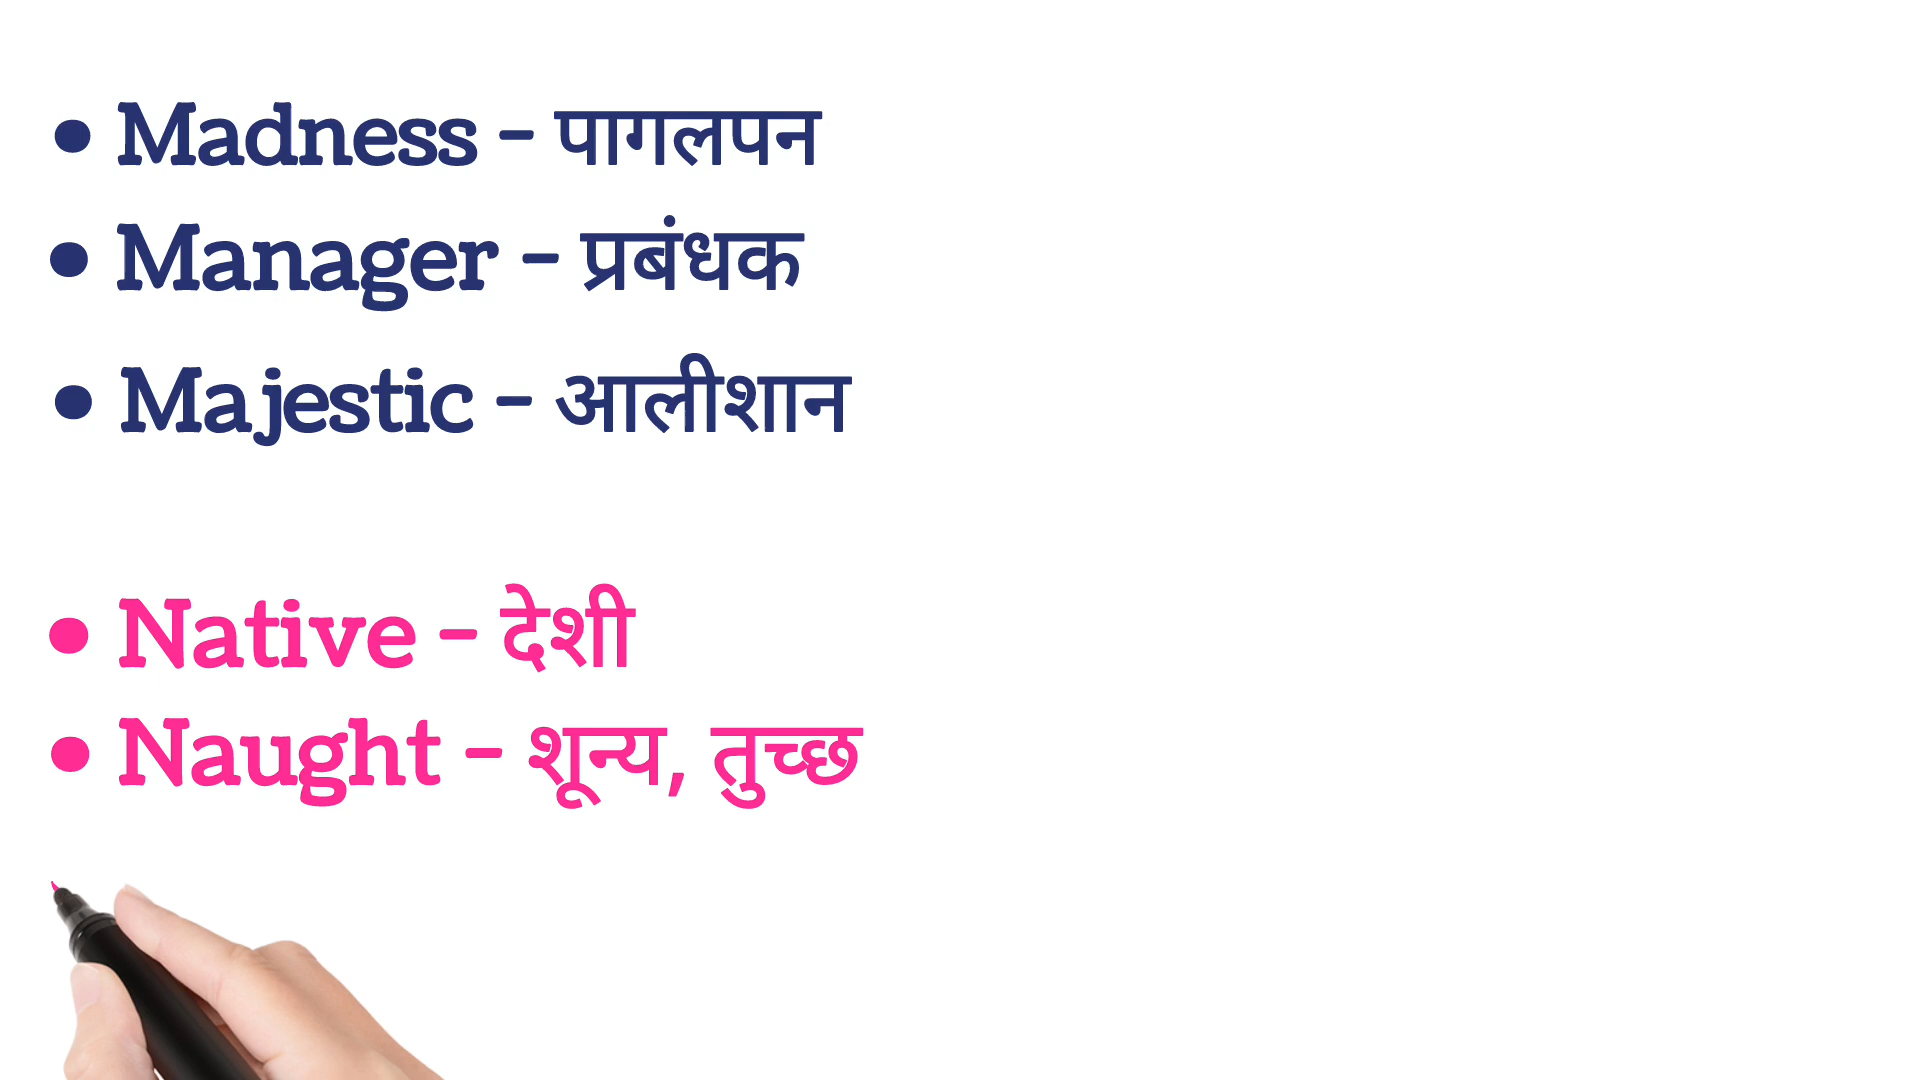 • Madness - पागलपन
• Manager - प्रबंधक
• Majestic - आलीशान
• Native - देशी
• Naught - शून्य, तुच्छ